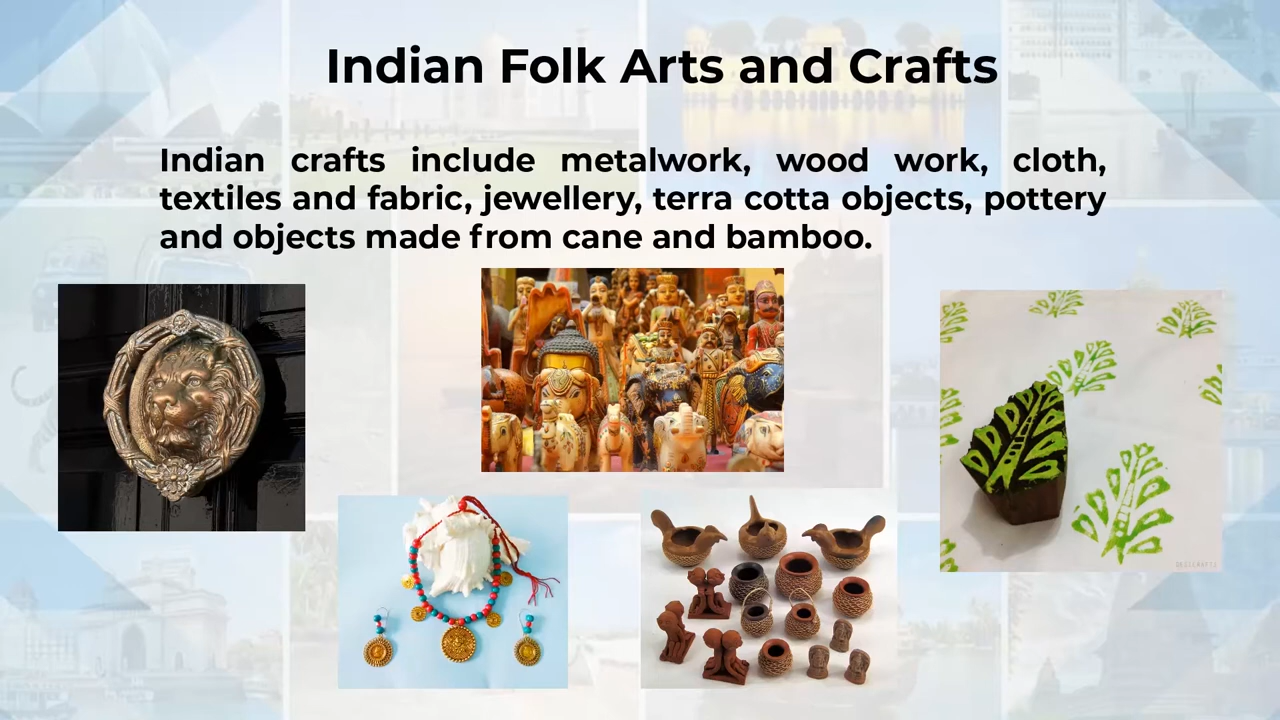 Indian Folk Arts and Crafts
Indian crafts include metalwork, wood work, cloth,
textiles and fabric, jewellery, terra cotta objects, pottery
and objects made from cane and bamboo.